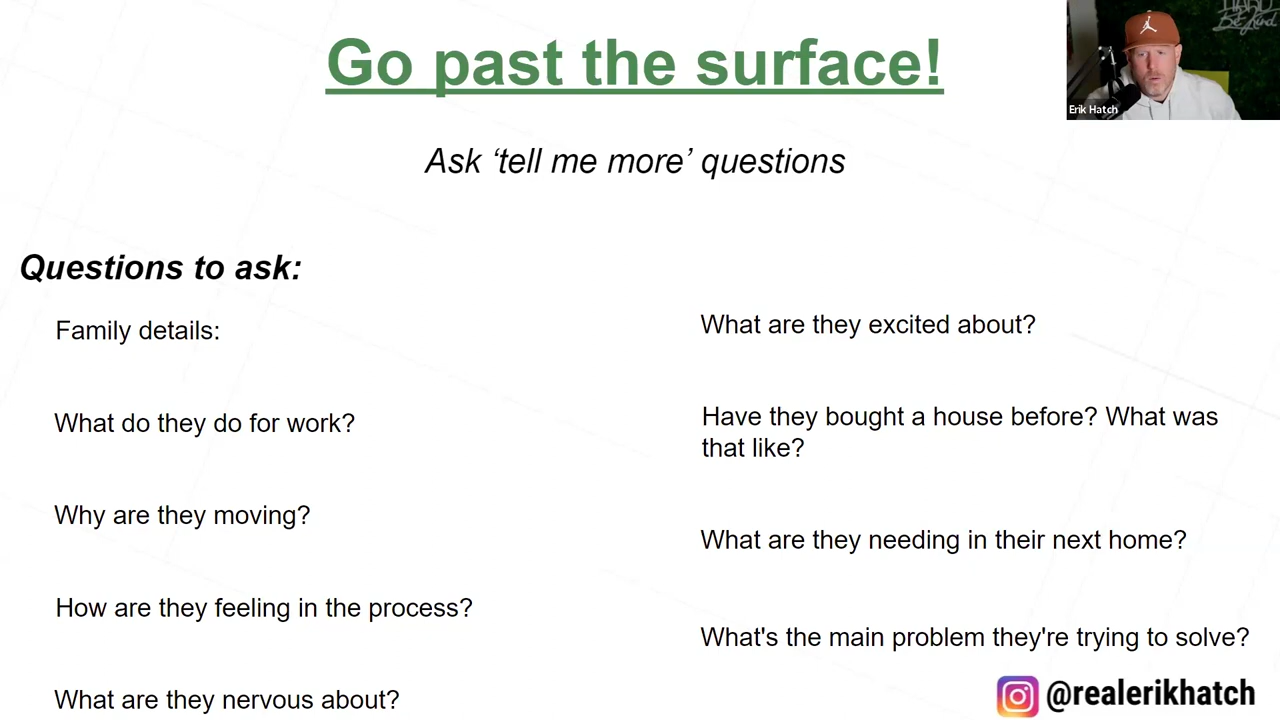 Go past the surface!
Erik Hatch
Ask ‘tell me more’ questions
Questions to ask:
Family details:
What do they do for work?
Why are they moving?
How are they feeling in the process?
What are they nervous about?
What are they excited about?
Have they bought a house before? What was
that like?
What are they needing in their next home?
What's the main problem they're trying to solve?
@realerikhatch
HARD
Be Kind